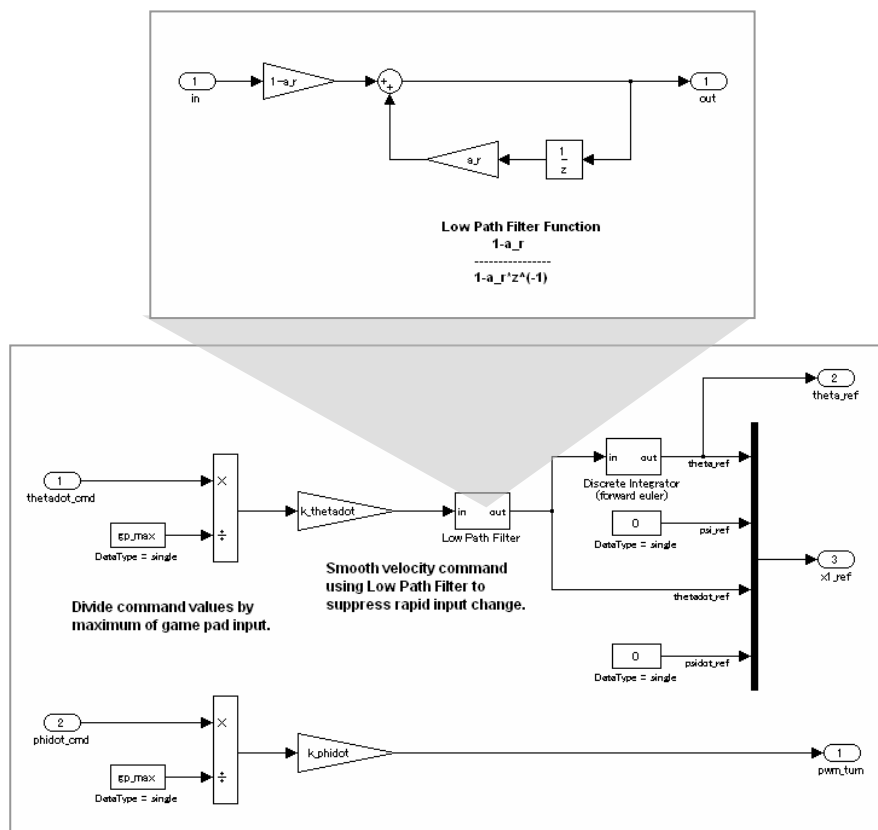 1
in
1-a_r
+
+
1
out
a_r
1
z
Low Path Filter Function
1-a_r
-----------------
1-a_r*z^(-1)
2
theta_ref
in out
theta_ref
Discrete Integrator
(forward euler)
1
thetadot_cmd
×
÷
gp_max
DataType = single
k_thetadot
in out
Low Path Filter
0
psi_ref
DataType = single
3
x1_ref
Divide command values by
maximum of game pad input.
Smooth velocity command
using Low Path Filter to
suppress rapid input change.
thetadot_ref
0
psidot_ref
DataType = single
2
phidot_cmd
×
÷
gp_max
DataType = single
k_phidot
1
pwm_turn